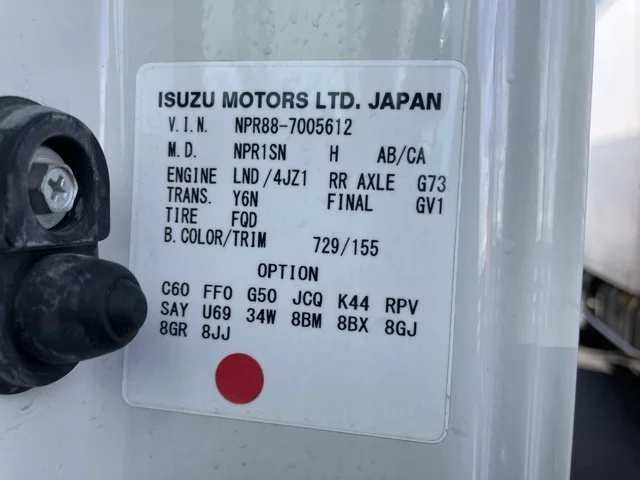 ISUZU MOTORS LTD. JAPAN
V.I.N. NPR88-7005612
M.D. NPR1SN H AB/CA
ENGINE LND/4JZ1 RR AXLE G73
TRANS. Y6N FINAL GV1
TIRE FQD
B.COLOR/TRIM 729/155
OPTION
C60 FF0 G50 JCQ K44 RPV
SAY U69 34W 8BM 8BX 8GJ
8GR 8JJ